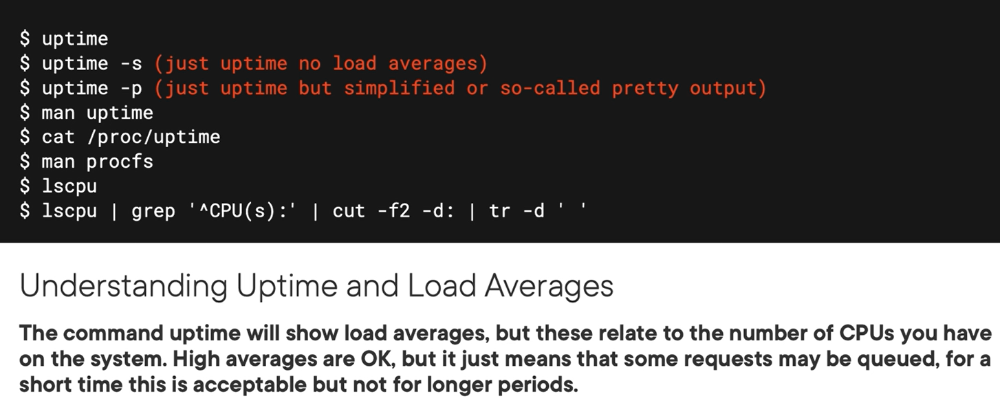 $ uptime
$ uptime -s (just uptime no load averages)
$ uptime -p (just uptime but simplified or so-called pretty output)
$ man uptime
$ cat /proc/uptime
$ man procfs
$ lscpu
$ lscpu | grep '^CPU(s):' | cut -f2 -d: | tr -d ' '
Understanding Uptime and Load Averages
The command uptime will show load averages, but these relate to the number of CPUs you have
on the system. High averages are OK, but it just means that some requests may be queued, for a
short time this is acceptable but not for longer periods.